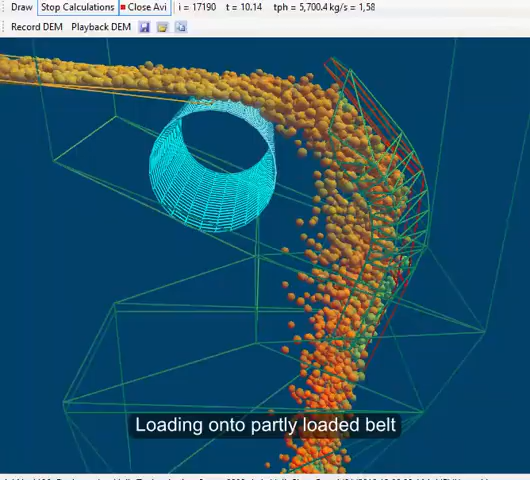 Draw Stop Calculations Close Avi i = 17190 t = 10.14 tph = 5,700.4 kg/s = 1,58
Record DEM Playback DEM
Loading onto partly loaded belt